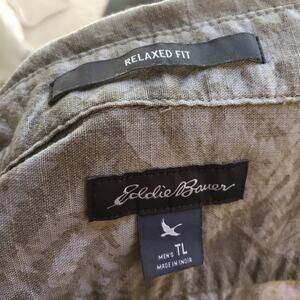 RELAXED FIT
Eddie Bauer
MEN'S TL
MADE IN INDIA